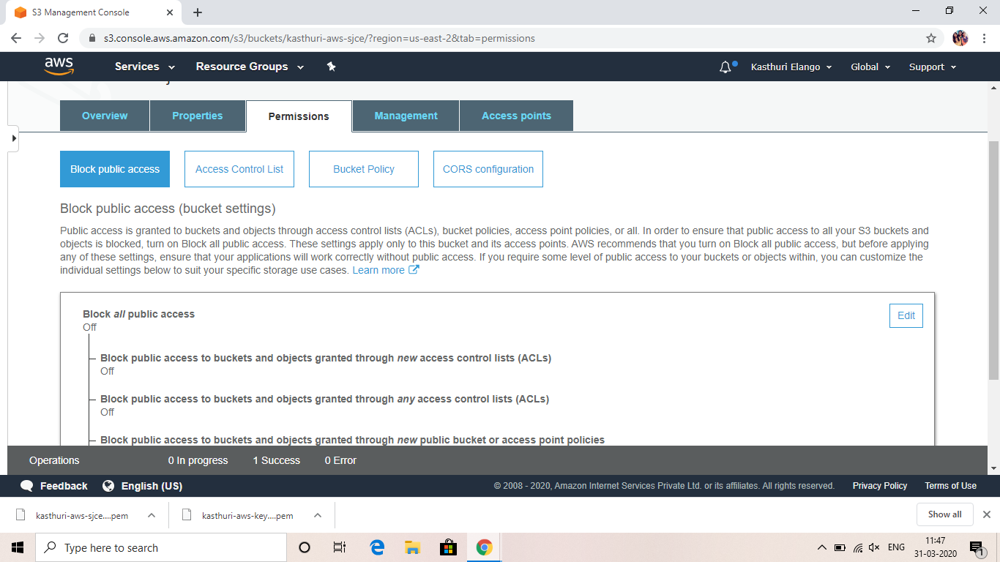 S3 Management Console
s3.console.aws.amazon.com/s3/buckets/kasthuri-aws-sjce/?region=us-east-2&tab=permissions
aws
Services
Resource Groups
Kasthuri Elango
Global
Support
Overview
Properties
Permissions
Management
Access points
Block public access
Access Control List
Bucket Policy
CORS configuration
Block public access (bucket settings)
Public access is granted to buckets and objects through access control lists (ACLs), bucket policies, access point policies, or all. In order to ensure that public access to all your S3 buckets and
objects is blocked, turn on Block all public access. These settings apply only to this bucket and its access points. AWS recommends that you turn on Block all public access, but before applying
any of these settings, ensure that your applications will work correctly without public access. If you require some level of public access to your buckets or objects within, you can customize the
individual settings below to suit your specific storage use cases. Learn more
Block all public access
Edit
Off
Block public access to buckets and objects granted through new access control lists (ACLs)
Off
Block public access to buckets and objects granted through any access control lists (ACLs)
Off
Block public access to buckets and objects granted through new public bucket or access point policies
Operations
0 In progress
1 Success
0 Error
Feedback
English (US)
© 2008 - 2020, Amazon Internet Services Private Ltd. or its affiliates. All rights reserved.
Privacy Policy
Terms of Use
kasthuri-aws-sjce....pem
kasthuri-aws-key....pem
Show all
Type here to search
ENG
11:47
31-03-2020
1